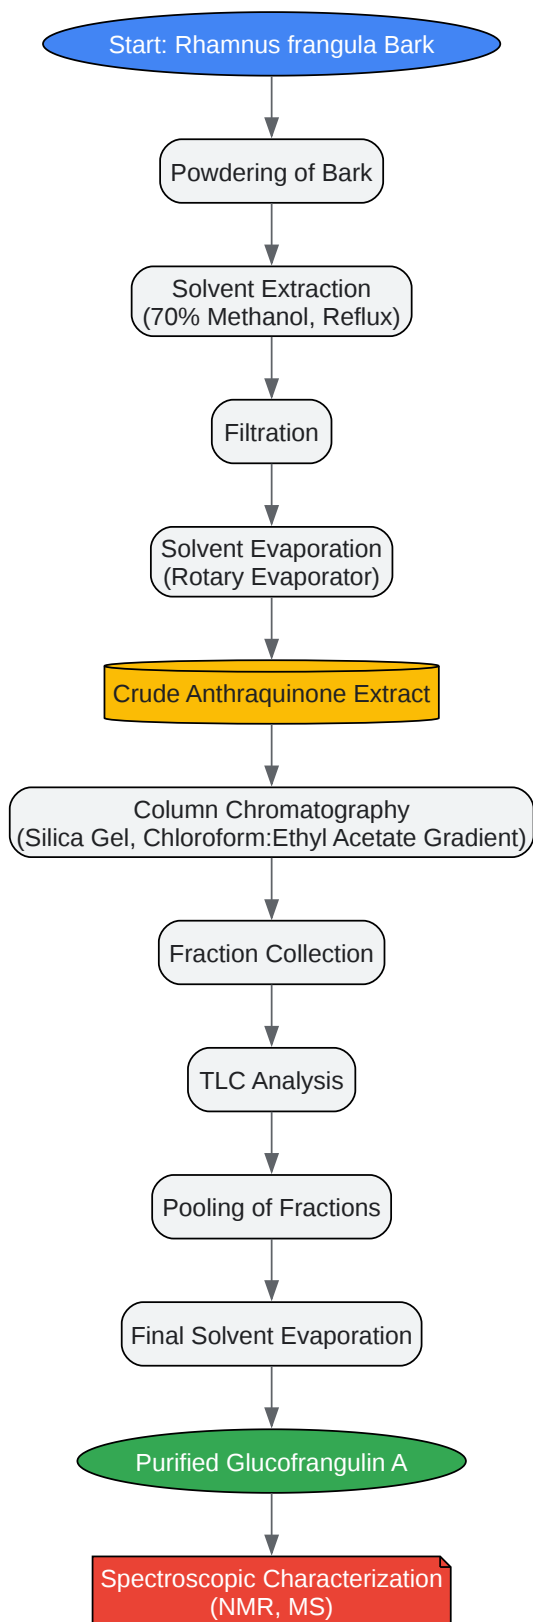 Start: Rhamnus frangula Bark
Powdering of Bark
Solvent Extraction
(70% Methanol, Reflux)
Filtration
Solvent Evaporation
(Rotary Evaporator)
Crude Anthraquinone Extract
Column Chromatography
(Silica Gel, Chloroform:Ethyl Acetate Gradient)
Fraction Collection
TLC Analysis
Pooling of Fractions
Final Solvent Evaporation
Purified Glucofrangulin A
Spectroscopic Characterization
(NMR, MS)